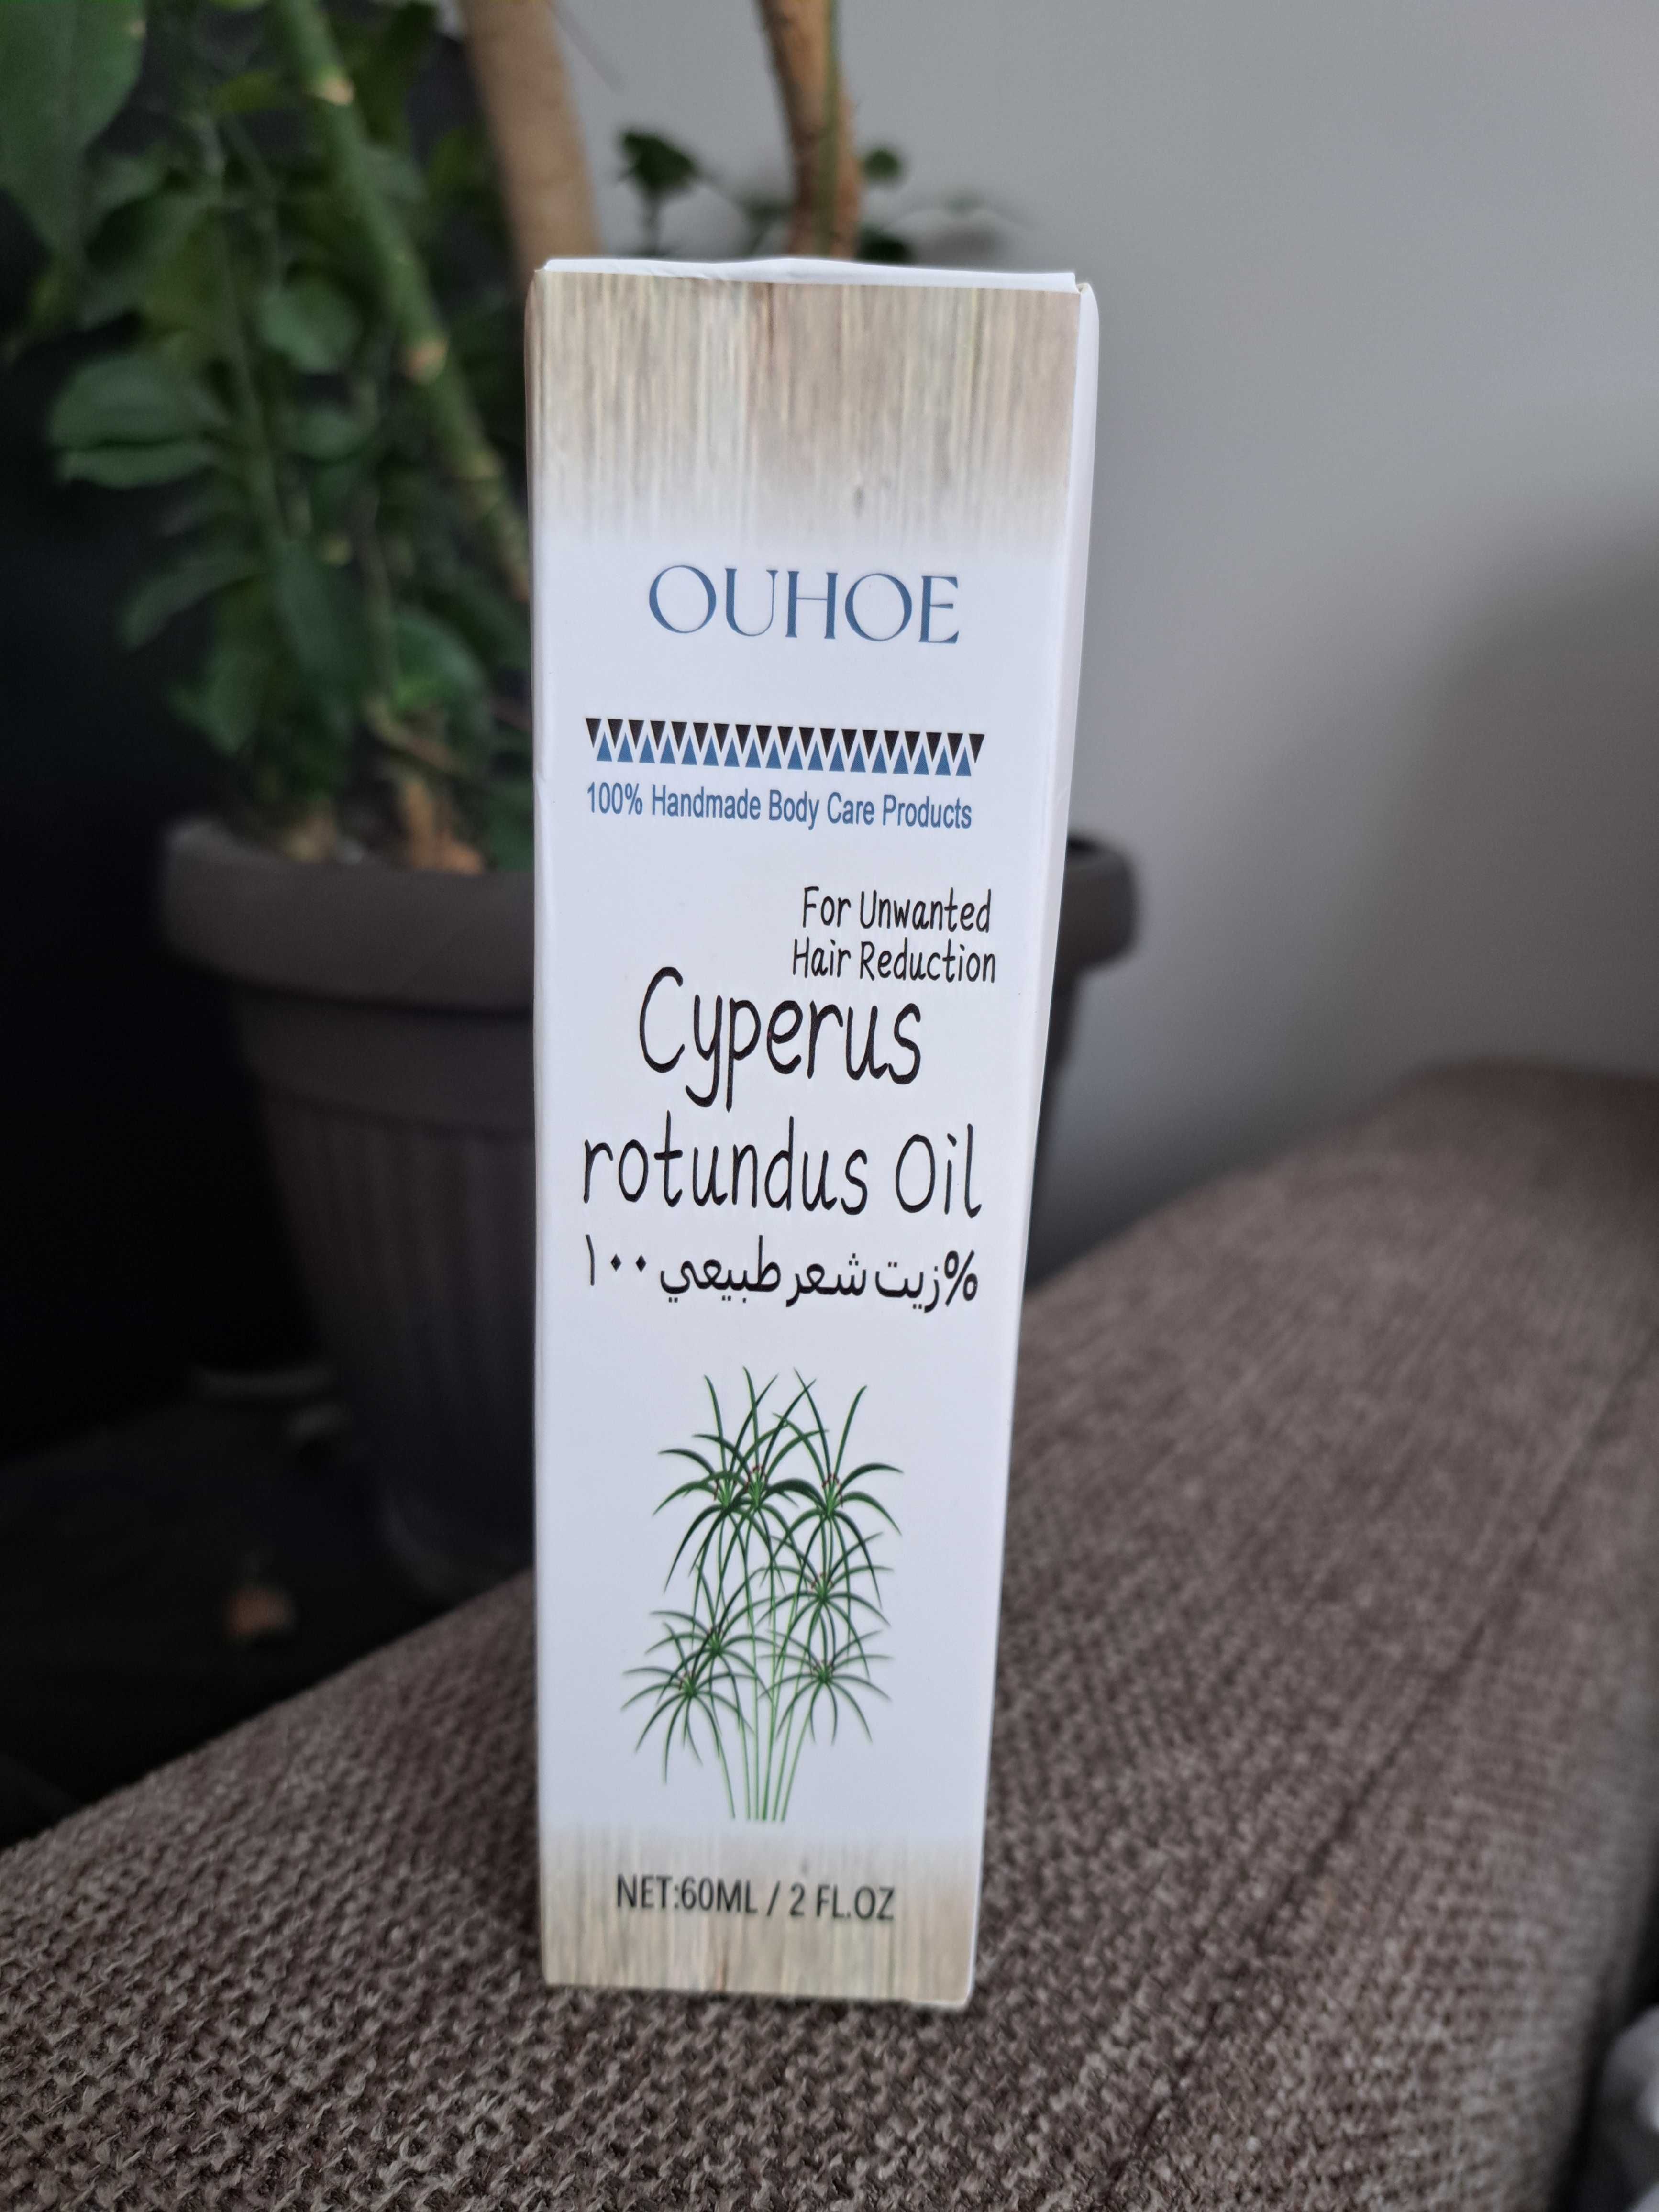 OUHOE
100% Handmade Body Care Products
For Unwanted
Hair Reduction
Cyperus
rotundus Oil
%زيت شعر طبيعي ١٠٠
NET:60ML / 2 FL.OZ